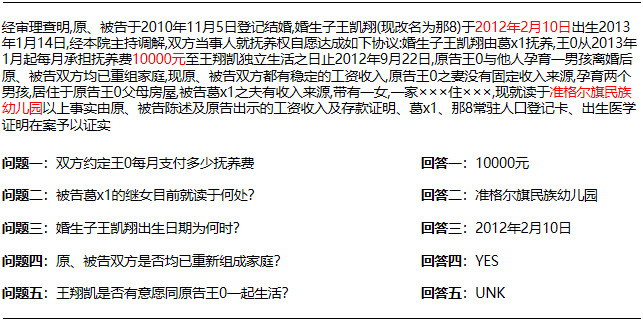 经审理查明,原、被告于2010年11月5日登记结婚,婚生子王凯翔(现改名为那8)于2012年2月10日出生2013
年1月14日,经本院主持调解,双方当事人就抚养权自愿达成如下协议:婚生子王凯翔由葛x1抚养,王0从2013年
1月起每月承担抚养费10000元至王凯翔独立生活之日止2012年9月22日,原告王0与他人孕育一男孩离婚后
原、被告双方均已重组家庭,现原、被告双方都有稳定的工资收入,原告王0之妻没有固定收入来源,孕育两个
男孩,居住于原告王0父母房屋,被告葛x1之夫有收入来源,带有一女,一家×××住×××,现就读于准格尔旗民族
幼儿园以上事实由原、被告陈述及原告出示的工资收入及存款证明、葛x1、那8常驻人口登记卡、出生医学
证明在案予以证实
问题一：双方约定王0每月支付多少抚养费 回答一：10000元
问题二：被告葛x1的继女目前就读于何处? 回答二：准格尔旗民族幼儿园
问题三：婚生子王凯翔出生日期为何时? 回答三：2012年2月10日
问题四：原、被告双方是否均已重新组成家庭? 回答四：YES
问题五：王翔凯是否有意愿同原告王0一起生活? 回答五：UNK